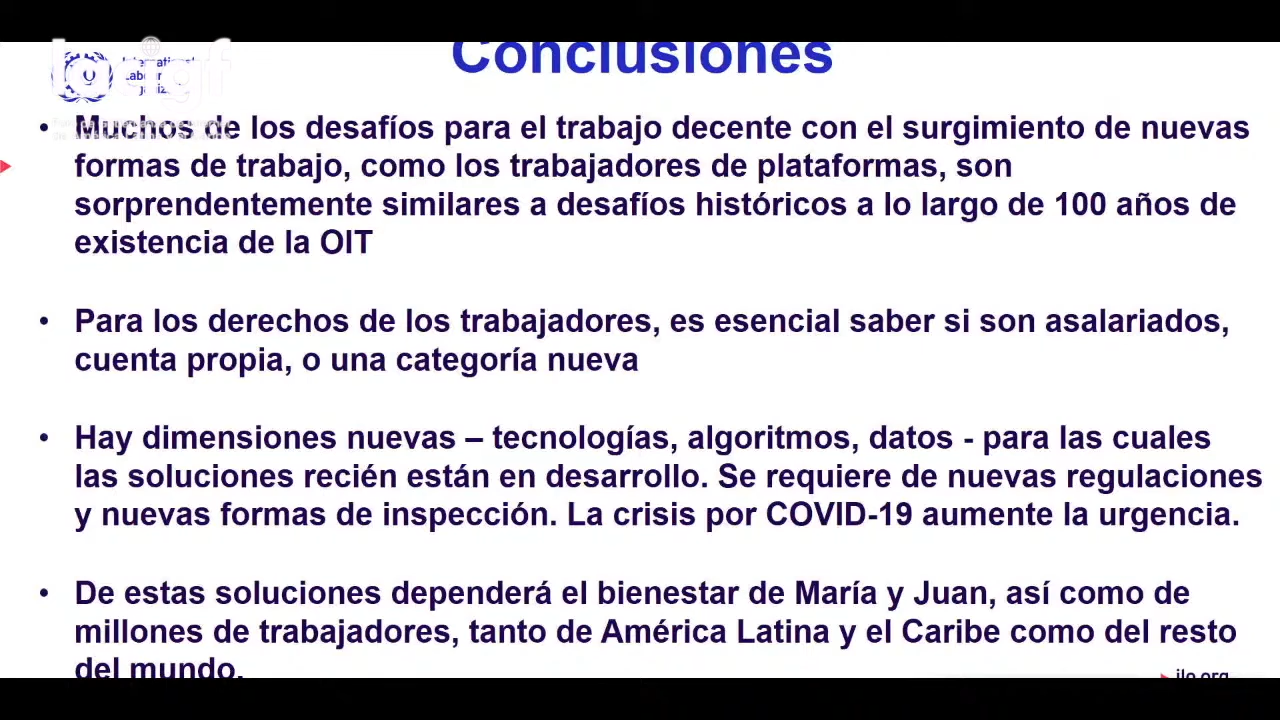 Conclusiones
lacigf
• Muchos de los desafíos para el trabajo decente con el surgimiento de nuevas
formas de trabajo, como los trabajadores de plataformas, son
sorprendentemente similares a desafíos históricos a lo largo de 100 años de
existencia de la OIT
• Para los derechos de los trabajadores, es esencial saber si son asalariados,
cuenta propia, o una categoría nueva
• Hay dimensiones nuevas – tecnologías, algoritmos, datos - para las cuales
las soluciones recién están en desarrollo. Se requiere de nuevas regulaciones
y nuevas formas de inspección. La crisis por COVID-19 aumente la urgencia.
• De estas soluciones dependerá el bienestar de María y Juan, así como de
millones de trabajadores, tanto de América Latina y el Caribe como del resto
del mundo.
ilo.org